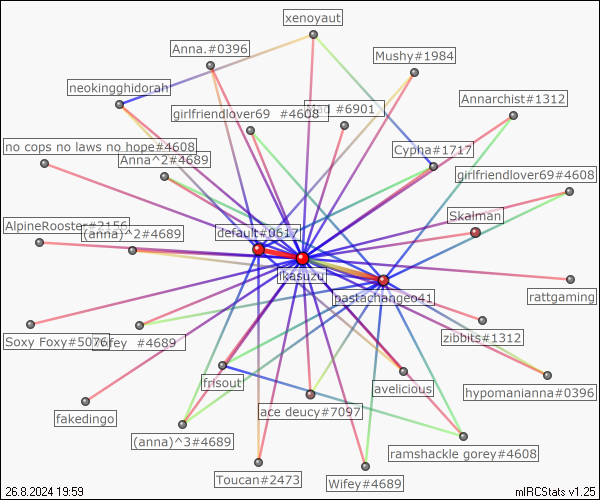 xenoyaut
Anna.#0396
Mushy#1984
neokingghidorah
Annarchist#1312
girlfriendlover69 #4608
#6901
no cops no laws no hope#4608
Cypha#1717
Anna^2#4689
girlfriendlover69#4608
Skalman
AlpineRooster#2156
(anna)^2#4689
default#0617
ikasuzu
pastachangeo41
rattgaming
Soxy Foxy#5076
#4689
zibbits#1312
frisout
avelicious
hypomanianna#0396
fakedingo
ace deucy#7097
(anna)^3#4689
ramshackle gorey#4608
Toucan#2473
Wifey#4689
26.8.2024 19:59
mIRCStats v1.25